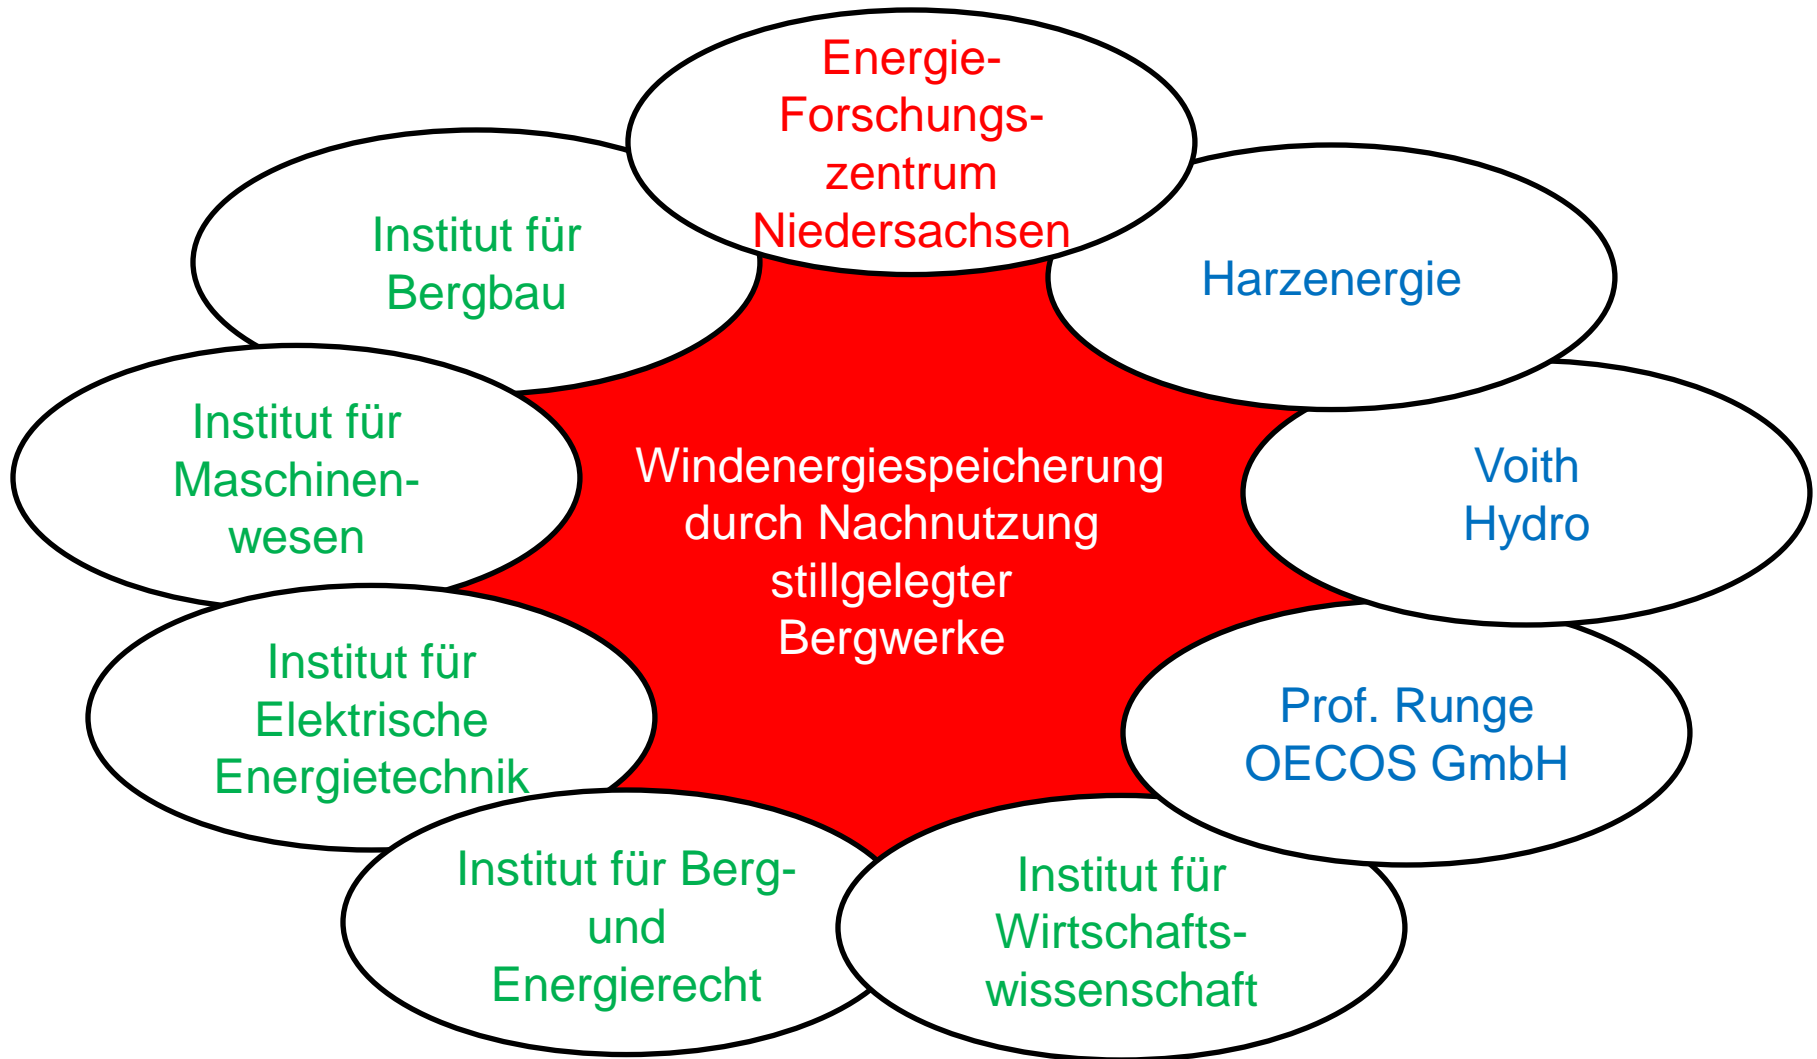 Energie-
Forschungs-
zentrum
Niedersachsen
Institut für
Bergbau
Harzenergie
Institut für
Maschinen-
wesen
Windenergiespeicherung
durch Nachnutzung
stillgelegter
Bergwerke
Voith
Hydro
Institut für
Elektrische
Energietechnik
Prof. Runge
OECOS GmbH
Institut für Berg-
und
Energierecht
Institut für
Wirtschafts-
wissenschaft